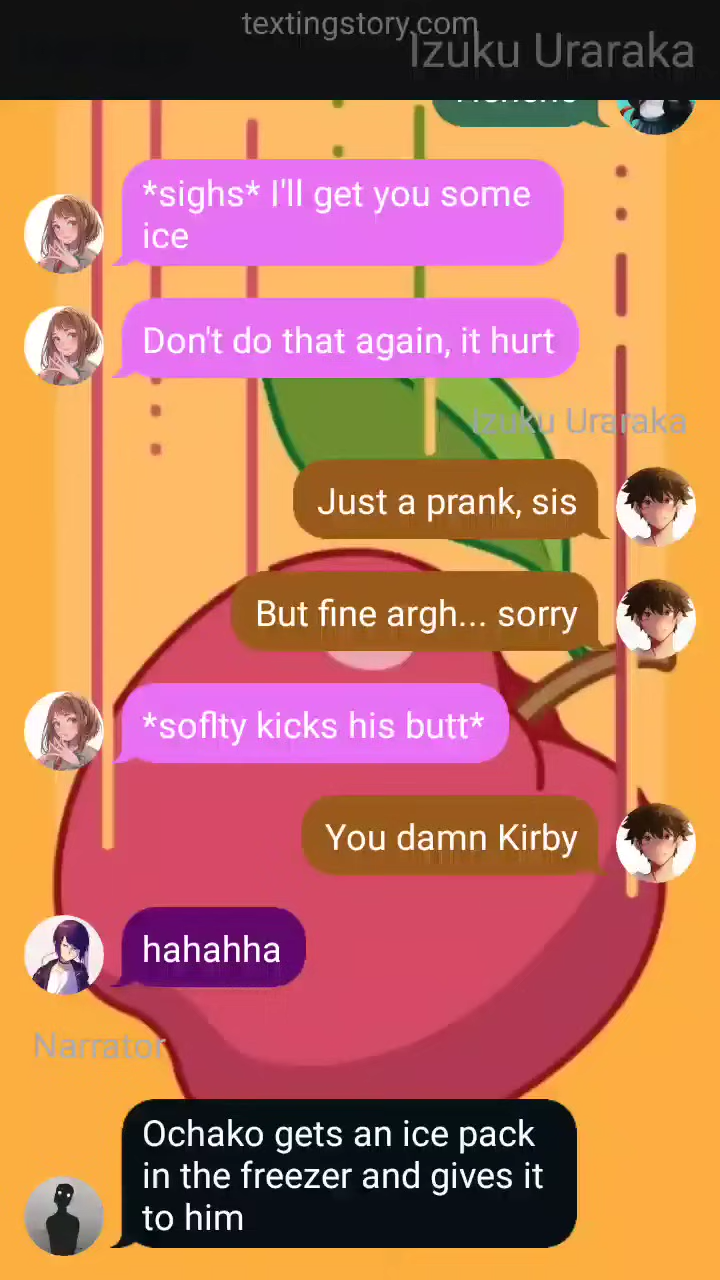 textingstory.com
Izuku Uraraka
*sighs* I'll get you some
ice
Don't do that again, it hurt
Izuku Uraraka
Just a prank, sis
But fine argh... sorry
*soflty kicks his butt*
You damn Kirby
hahahha
Narrator
Ochako gets an ice pack
in the freezer and gives it
to him